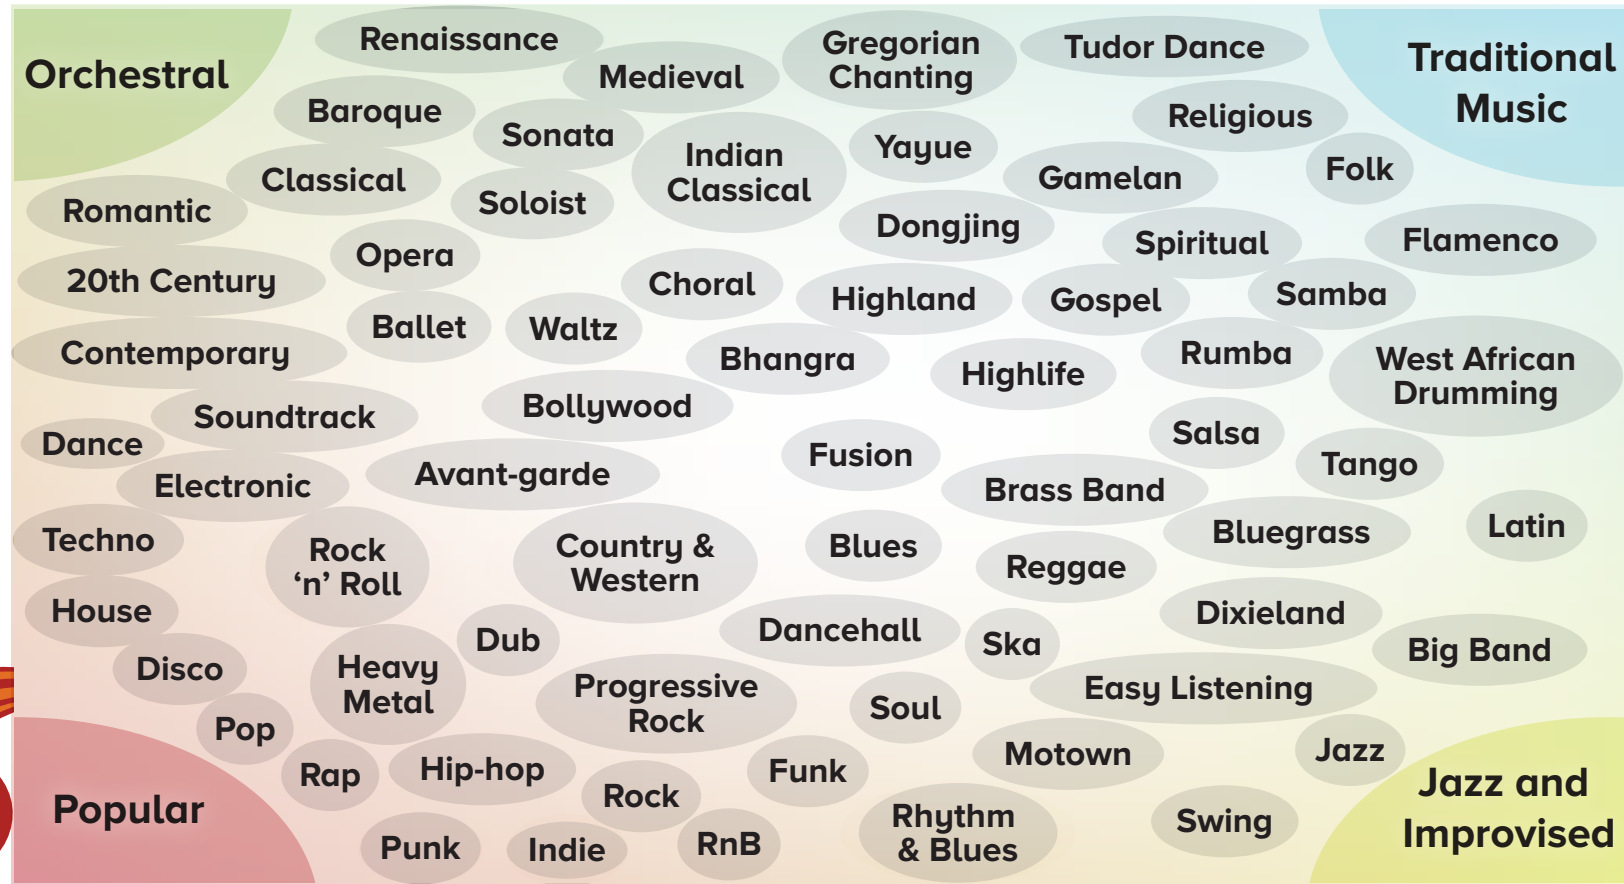 Orchestral
Renaissance
Medieval
Gregorian
Chanting
Tudor Dance
Traditional
Music
Baroque
Sonata
Indian
Classical
Yayue
Religious
Folk
Classical
Soloist
Gamelan
Romantic
Opera
Choral
Dongjing
Spiritual
Flamenco
20th Century
Ballet
Waltz
Highland
Gospel
Samba
Contemporary
Bhangra
Highlife
Rumba
West African
Drumming
Soundtrack
Bollywood
Dance
Fusion
Salsa
Tango
Electronic
Avant-garde
Brass Band
Techno
Rock
‘n’ Roll
Country &
Western
Blues
Reggae
Bluegrass
Latin
House
Dub
Dancehall
Ska
Dixieland
Big Band
Disco
Heavy
Metal
Progressive
Rock
Soul
Easy Listening
Pop
Rap
Hip-hop
Rock
Funk
Motown
Jazz
Popular
Punk
Indie
RnB
Rhythm
& Blues
Swing
Jazz and
Improvised